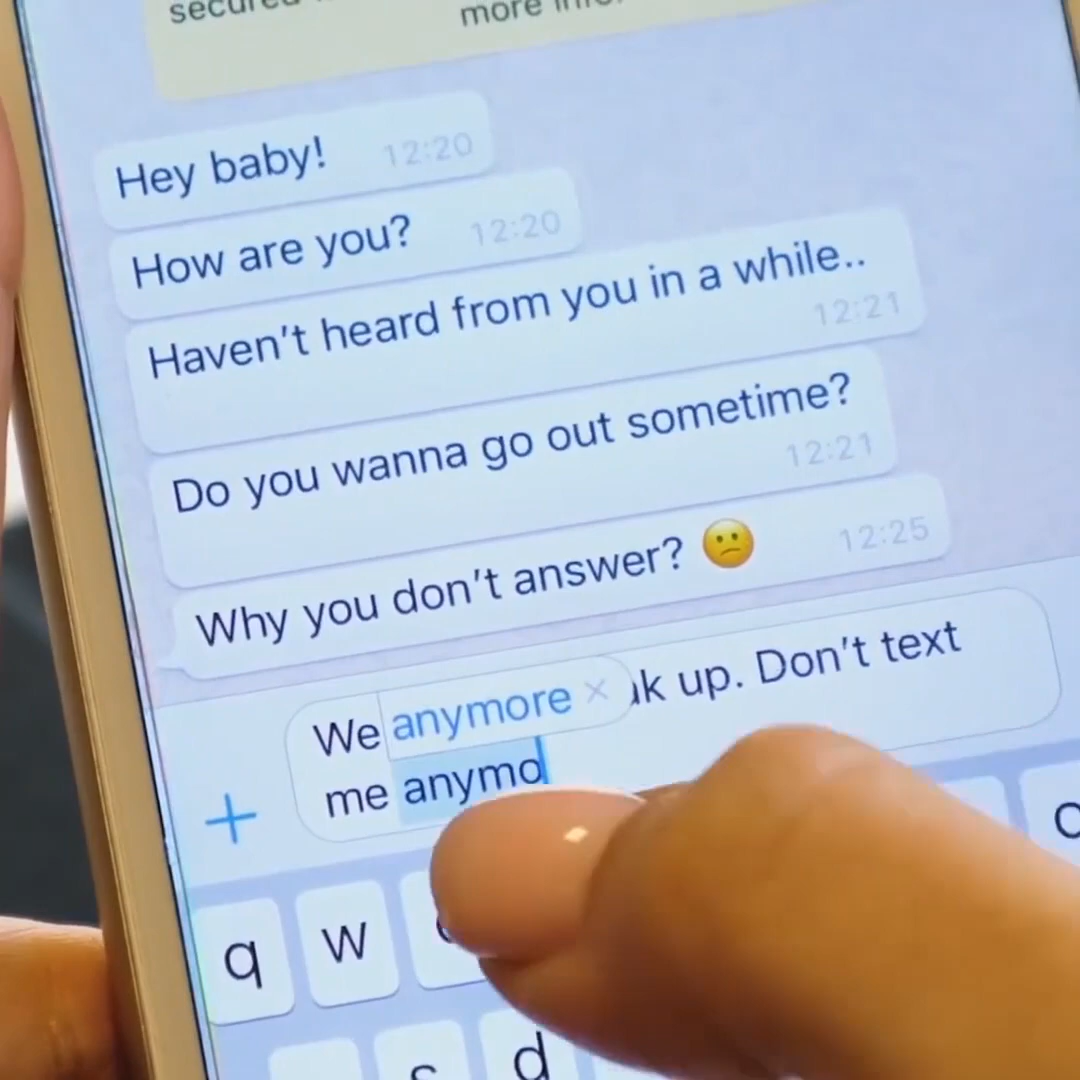 secured
more info.
Hey baby! 12:20
How are you? 12:20
Haven't heard from you in a while..
12:21
Do you wanna go out sometime?
12:21
Why you don't answer? 🙁 12:25
We anymore × up. Don't text
me anymo
q w
s d